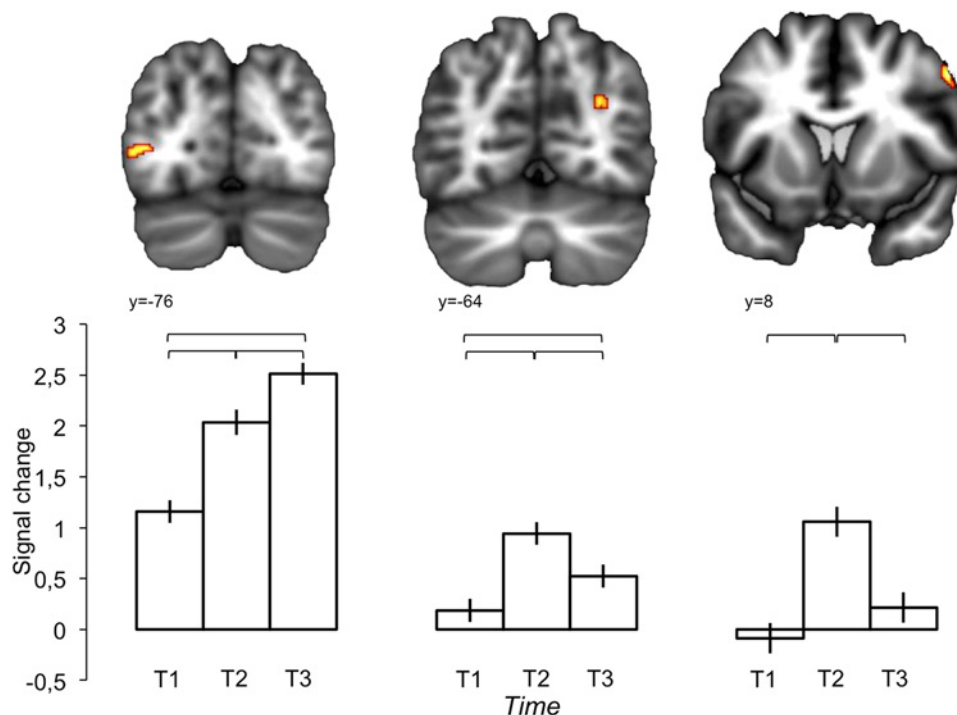 y=-76
y=-64
y=8
3
2,5
2
1,5
1
0,5
0
-0,5
Signal change
T1 T2 T3
T1 T2 T3
T1 T2 T3
Time